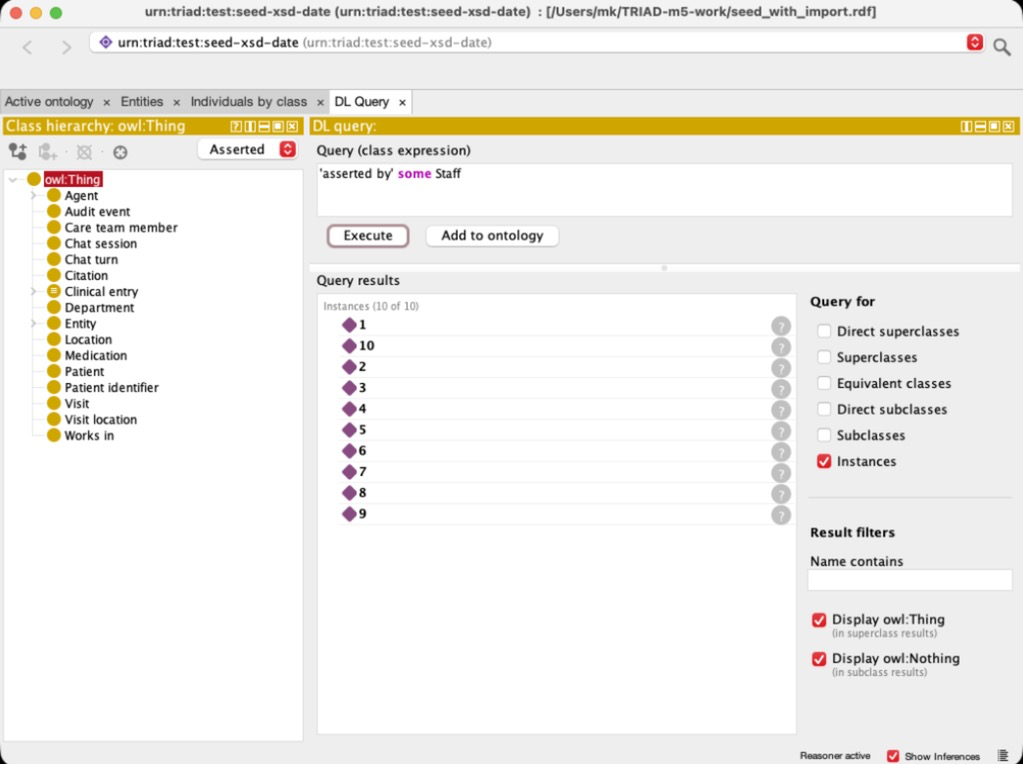 urn:triad:test:seed-xsd-date (urn:triad:test:seed-xsd-date) : [/Users/mk/TRIAD-m5-work/seed_with_import.rdf]
urn:triad:test:seed-xsd-date (urn:triad:test:seed-xsd-date)
Active ontology × Entities × Individuals by class × DL Query ×
Class hierarchy: owl:Thing
Asserted
owl:Thing
Agent
Audit event
Care team member
Chat session
Chat turn
Citation
Clinical entry
Department
Entity
Location
Medication
Patient
Patient identifier
Visit
Visit location
Works in
DL query:
Query (class expression)
'asserted by' some Staff
Execute
Add to ontology
Query results
Instances (10 of 10)
1 ?
10 ?
2 ?
3 ?
4 ?
5 ?
6 ?
7 ?
8 ?
9 ?
Query for
Direct superclasses
Superclasses
Equivalent classes
Direct subclasses
Subclasses
Instances
Result filters
Name contains
Display owl:Thing
(in superclass results)
Display owl:Nothing
(in subclass results)
Reasoner active Show Inferences